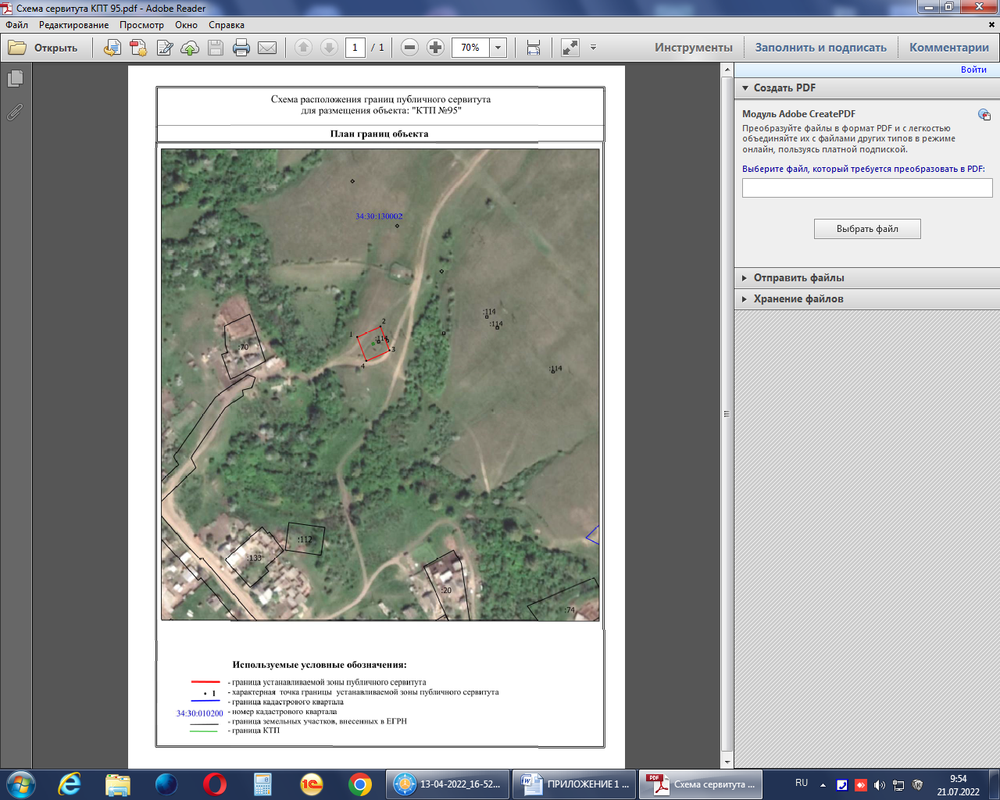 Схема сервитута КПТ 95.pdf - Adobe Reader
Файл Редактирование Просмотр Окно Справка
Открыть 1 / 1 70% Инструменты Заполнить и подписать Комментарии
Войти
Создать PDF
Модуль Adobe CreatePDF
Преобразуйте файлы в формат PDF и с легкостью
объединяйте их с файлами других типов в режиме
онлайн, пользуясь платной подпиской.
Выберите файл, который требуется преобразовать в PDF:
Выбрать файл
Отправить файлы
Хранение файлов
Схема расположения границ публичного сервитута
для размещения объекта: "КТП №95"
План границ объекта
34:30:130002
:114
:114
2
1
:114
3
4
:70
:114
:112
:133
:20
:74
Используемые условные обозначения:
- граница устанавливаемой зоны публичного сервитута
1 - характерная точка границы устанавливаемой зоны публичного сервитута
- граница кадастрового квартала
34:30:010200 - номер кадастрового квартала
- граница земельных участков, внесенных в ЕГРН
- граница КТП
13-04-2022_16-52... ПРИЛОЖЕНИЕ 1 ... Схема сервитута ... RU 9:54
21.07.2022